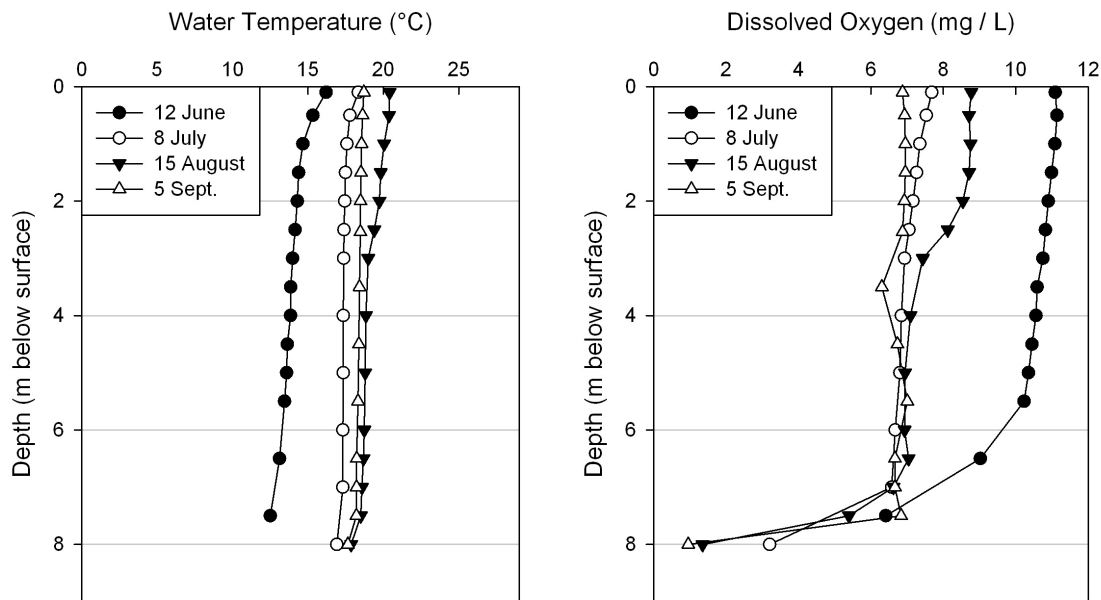 Water Temperature (°C)
0 5 10 15 20 25
0
2
4
6
8
Depth (m below surface)
12 June
8 July
15 August
5 Sept.
Dissolved Oxygen (mg / L)
0 2 4 6 8 10 12
0
2
4
6
8
Depth (m below surface)
12 June
8 July
15 August
5 Sept.